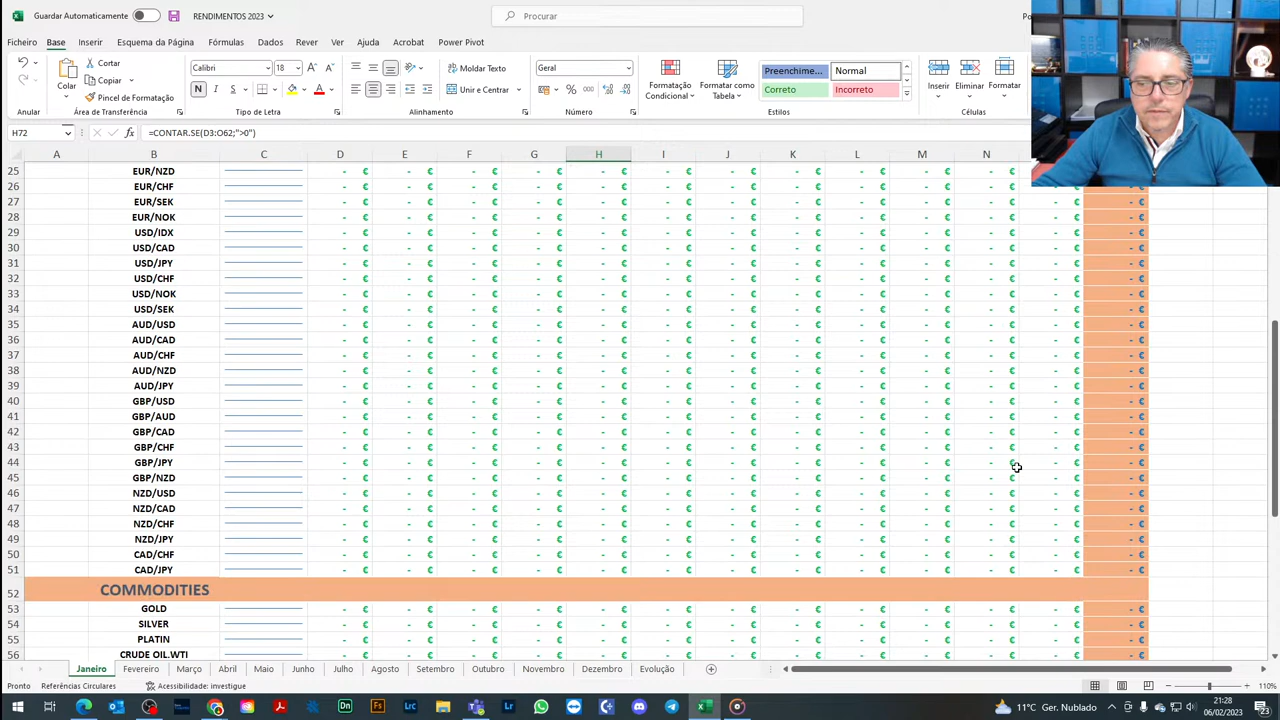 Guardar Automaticamente
RENDIMENTOS 2023
Procurar
Ficheiro Base Inserir Esquema da Página Fórmulas Dados Rever Ver Ajuda Acrobat Power Pivot
Colar
Cortar
Copiar
Pincel de Formatação
Anular
Área de Transferência
Calibri 18
N I S
Tipo de Letra
Moldar Texto
Unir e Centrar
Alinhamento
Geral
% 000
Número
Formatação Condicional
Formatar como Tabela
Preenchime... Normal
Correto Incorreto
Estilos
Inserir Eliminar Formatar
Anular
Células
H72 fx =CONTAR.SE(D3:O62;">0")
A B C D E F G H I J K L M N
25 EUR/NZD - € - € - € - € - € - € - € - € - € - € - € - € - €
26 EUR/CHF - € - € - € - € - € - € - € - € - € - € - € - € - €
27 EUR/SEK - € - € - € - € - € - € - € - € - € - € - € - € - €
28 EUR/NOK - € - € - € - € - € - € - € - € - € - € - € - € - €
29 USD/IDX - € - € - € - € - € - € - € - € - € - € - € - € - €
30 USD/CAD - € - € - € - € - € - € - € - € - € - € - € - € - €
31 USD/JPY - € - € - € - € - € - € - € - € - € - € - € - € - €
32 USD/CHF - € - € - € - € - € - € - € - € - € - € - € - € - €
33 USD/NOK - € - € - € - € - € - € - € - € - € - € - € - € - €
34 USD/SEK - € - € - € - € - € - € - € - € - € - € - € - € - €
35 AUD/USD - € - € - € - € - € - € - € - € - € - € - € - € - €
36 AUD/CAD - € - € - € - € - € - € - € - € - € - € - € - € - €
37 AUD/CHF - € - € - € - € - € - € - € - € - € - € - € - € - €
38 AUD/NZD - € - € - € - € - € - € - € - € - € - € - € - € - €
39 AUD/JPY - € - € - € - € - € - € - € - € - € - € - € - € - €
40 GBP/USD - € - € - € - € - € - € - € - € - € - € - € - € - €
41 GBP/AUD - € - € - € - € - € - € - € - € - € - € - € - € - €
42 GBP/CAD - € - € - € - € - € - € - € - € - € - € - € - € - €
43 GBP/CHF - € - € - € - € - € - € - € - € - € - € - € - € - €
44 GBP/JPY - € - € - € - € - € - € - € - € - € - € - € - € - €
45 GBP/NZD - € - € - € - € - € - € - € - € - € - € - € - € - €
46 NZD/USD - € - € - € - € - € - € - € - € - € - € - € - € - €
47 NZD/CAD - € - € - € - € - € - € - € - € - € - € - € - € - €
48 NZD/CHF - € - € - € - € - € - € - € - € - € - € - € - € - €
49 NZD/JPY - € - € - € - € - € - € - € - € - € - € - € - € - €
50 CAD/CHF - € - € - € - € - € - € - € - € - € - € - € - € - €
51 CAD/JPY - € - € - € - € - € - € - € - € - € - € - € - € - €
52 COMMODITIES
53 GOLD - € - € - € - € - € - € - € - € - € - € - € - € - €
54 SILVER - € - € - € - € - € - € - € - € - € - € - € - € - €
55 PLATIN - € - € - € - € - € - € - € - € - € - € - € - € - €
56 CRUDE OIL.WTI - € - € - € - € - € - € - € - € - € - € - € - € - €
Janeiro Fevereiro Março Abril Maio Junho Julho Agosto Setembro Outubro Novembro Dezembro Evolução
Pronto Referências Circulares Acessibilidade: investigue 110%
Dn Fs Lrc Lr
11°C Ger. Nublado
21:28
06/02/2023
23